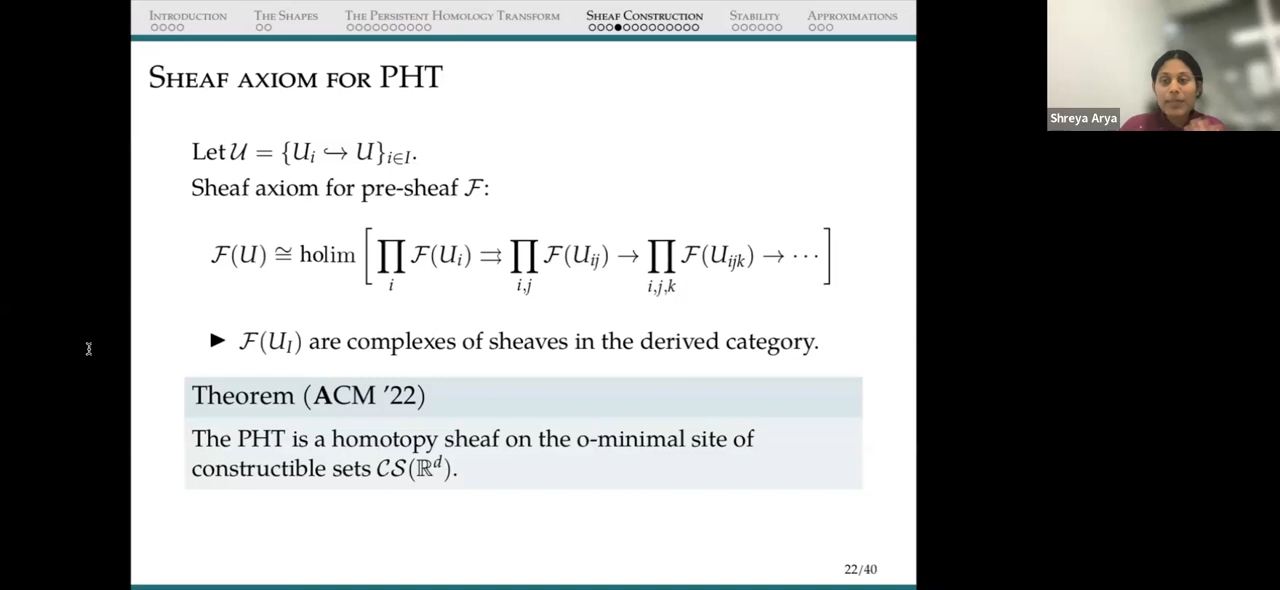 INTRODUCTION THE SHAPES THE PERSISTENT HOMOLOGY TRANSFORM SHEAF CONSTRUCTION STABILITY APPROXIMATIONS
SHEAF AXIOM FOR PHT
Let 𝒰 = {Uᵢ ↪ U}ᵢ∈I.
Sheaf axiom for pre-sheaf ℱ:
ℱ(U) ≅ holim [ ∏_i ℱ(U_i) ⇉ ∏_{i,j} ℱ(U_{ij}) → ∏_{i,j,k} ℱ(U_{ijk}) → ⋯ ]
► ℱ(U_I) are complexes of sheaves in the derived category.
Theorem (ACM '22)
The PHT is a homotopy sheaf on the o-minimal site of
constructible sets 𝒞𝒮(ℝᵈ).
22/40
Shreya Arya